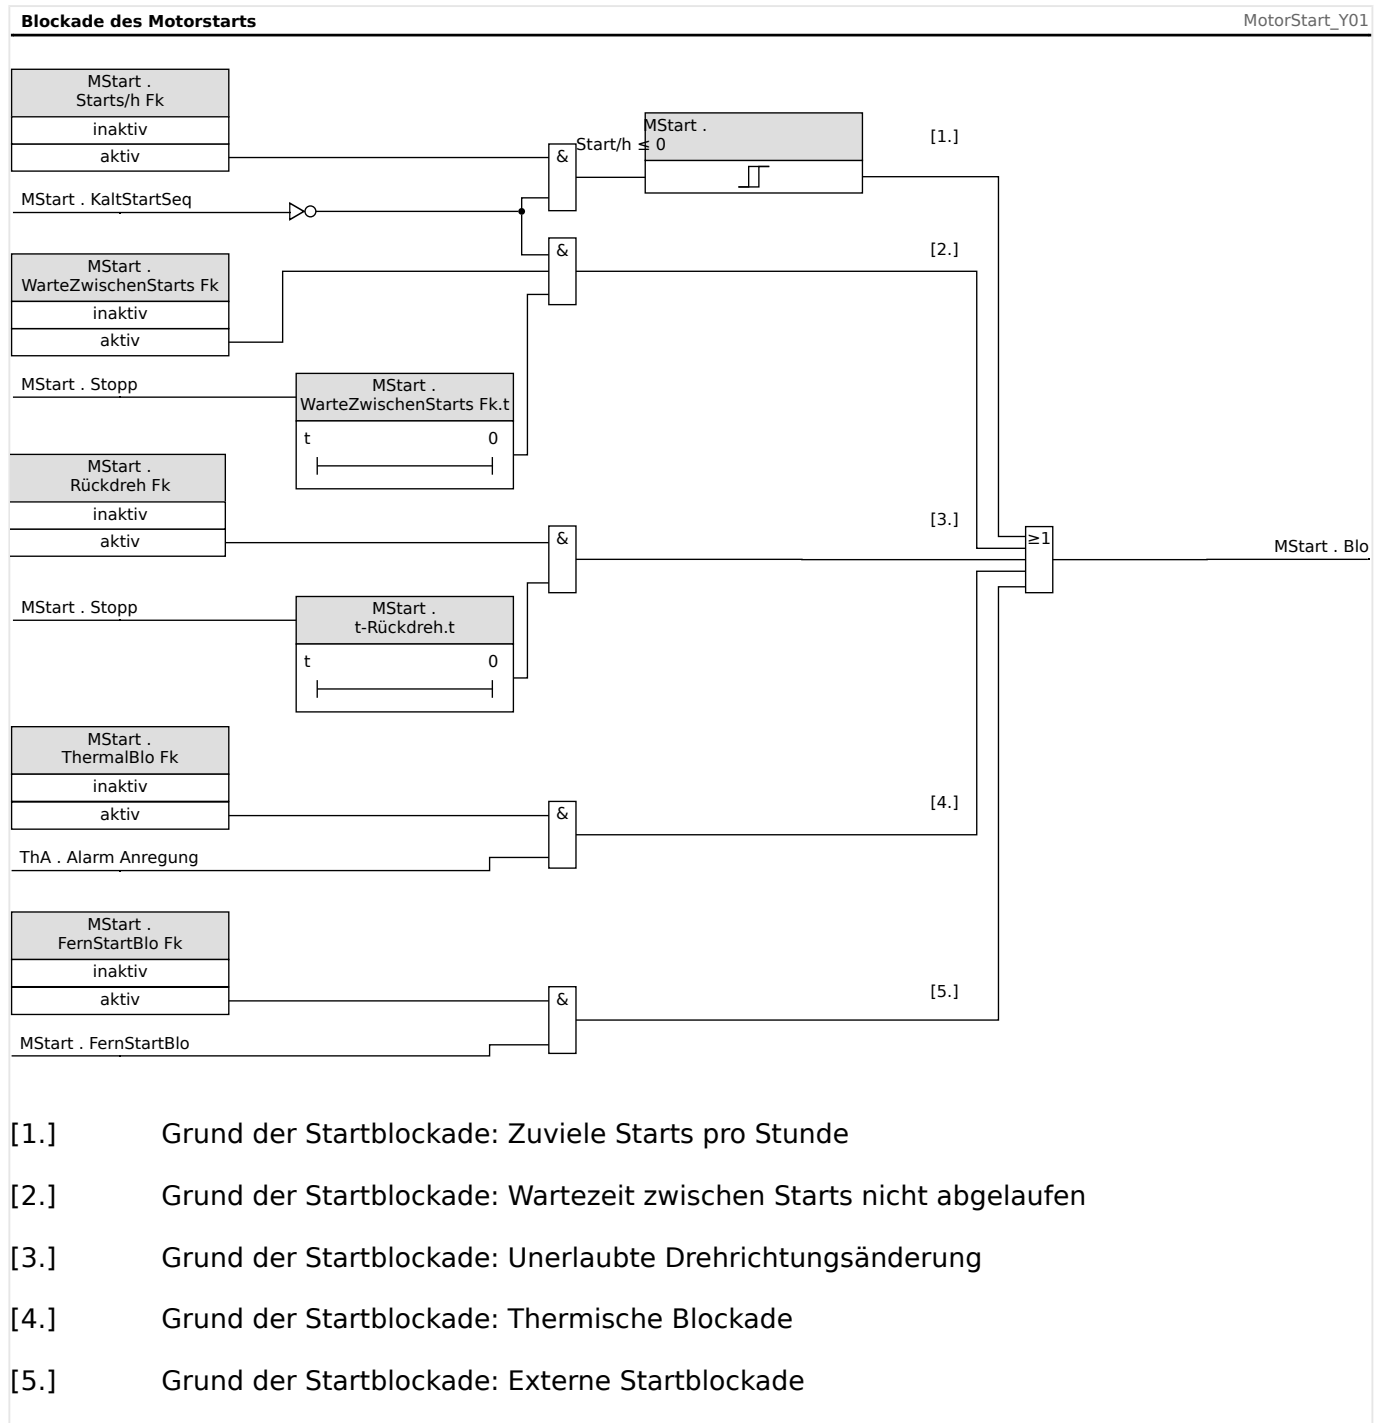 Blockade des Motorstarts
MotorStart_Y01
MStart .
Starts/h Fk
inaktiv
aktiv
MStart .
Start/h ≤ 0
[1.]
&
MStart . KaltStartSeq
&
[2.]
MStart .
WarteZwischenStarts Fk
inaktiv
aktiv
MStart . Stopp
MStart .
WarteZwischenStarts Fk.t
t 0
MStart .
Rückdreh Fk
inaktiv
aktiv
&
[3.]
≥1
MStart . Blo
MStart . Stopp
MStart .
t-Rückdreh.t
t 0
MStart .
ThermalBlo Fk
inaktiv
aktiv
&
[4.]
ThA . Alarm Anregung
MStart .
FernStartBlo Fk
inaktiv
aktiv
&
[5.]
MStart . FernStartBlo
[1.] Grund der Startblockade: Zuviele Starts pro Stunde
[2.] Grund der Startblockade: Wartezeit zwischen Starts nicht abgelaufen
[3.] Grund der Startblockade: Unerlaubte Drehrichtungsänderung
[4.] Grund der Startblockade: Thermische Blockade
[5.] Grund der Startblockade: Externe Startblockade